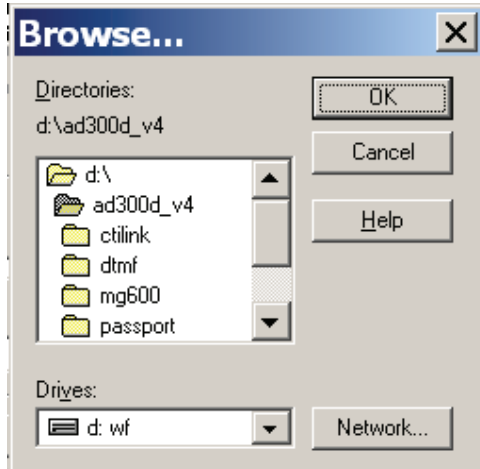 Browse...
Directories:
d:\ad300d_v4
OK
Cancel
Help
d:\
ad300d_v4
ctilink
dtmf
mg600
passport
Drives:
d: wf
Network...